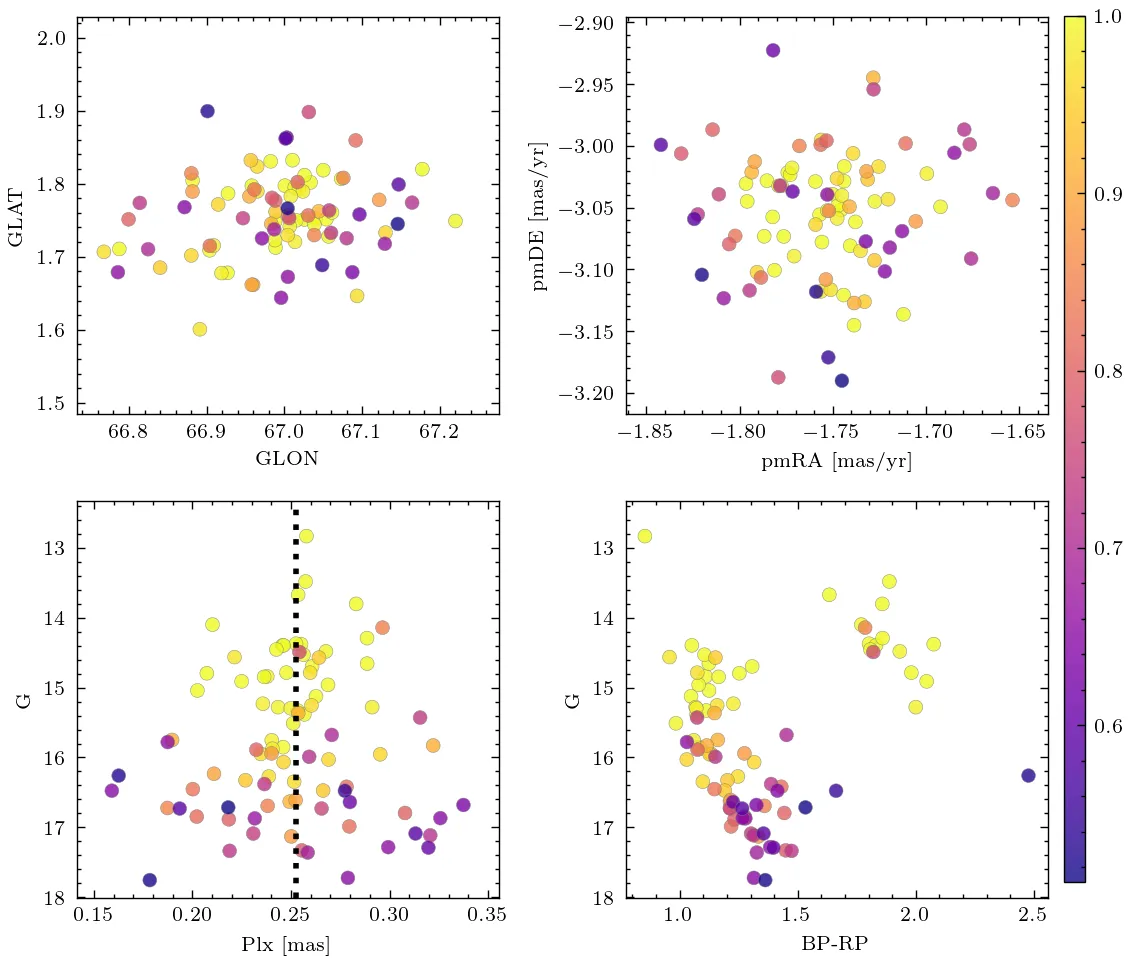 2.0
1.9
1.8
1.7
1.6
1.5
GLAT
66.8 66.9 67.0 67.1 67.2
GLON
−2.90
−2.95
−3.00
−3.05
−3.10
−3.15
−3.20
pmDE [mas/yr]
−1.85 −1.80 −1.75 −1.70 −1.65
pmRA [mas/yr]
13
14
15
16
17
18
G
0.15 0.20 0.25 0.30 0.35
Plx [mas]
13
14
15
16
17
18
G
1.0 1.5 2.0 2.5
BP-RP
1.0
0.9
0.8
0.7
0.6